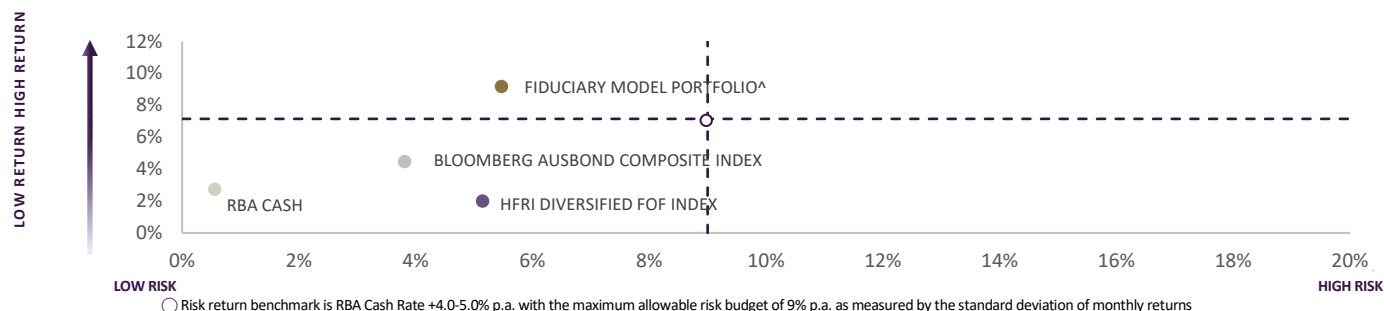 LOW RETURN HIGH RETURN
12%
10%
8%
6%
4%
2%
0%
FIDUCIARY MODEL PORTFOLIO^
BLOOMBERG AUSBOND COMPOSITE INDEX
RBA CASH
HFRI DIVERSIFIED FOF INDEX
0% 2% 4% 6% 8% 10% 12% 14% 16% 18% 20%
LOW RISK HIGH RISK
Risk return benchmark is RBA Cash Rate +4.0-5.0% p.a. with the maximum allowable risk budget of 9% p.a. as measured by the standard deviation of monthly returns